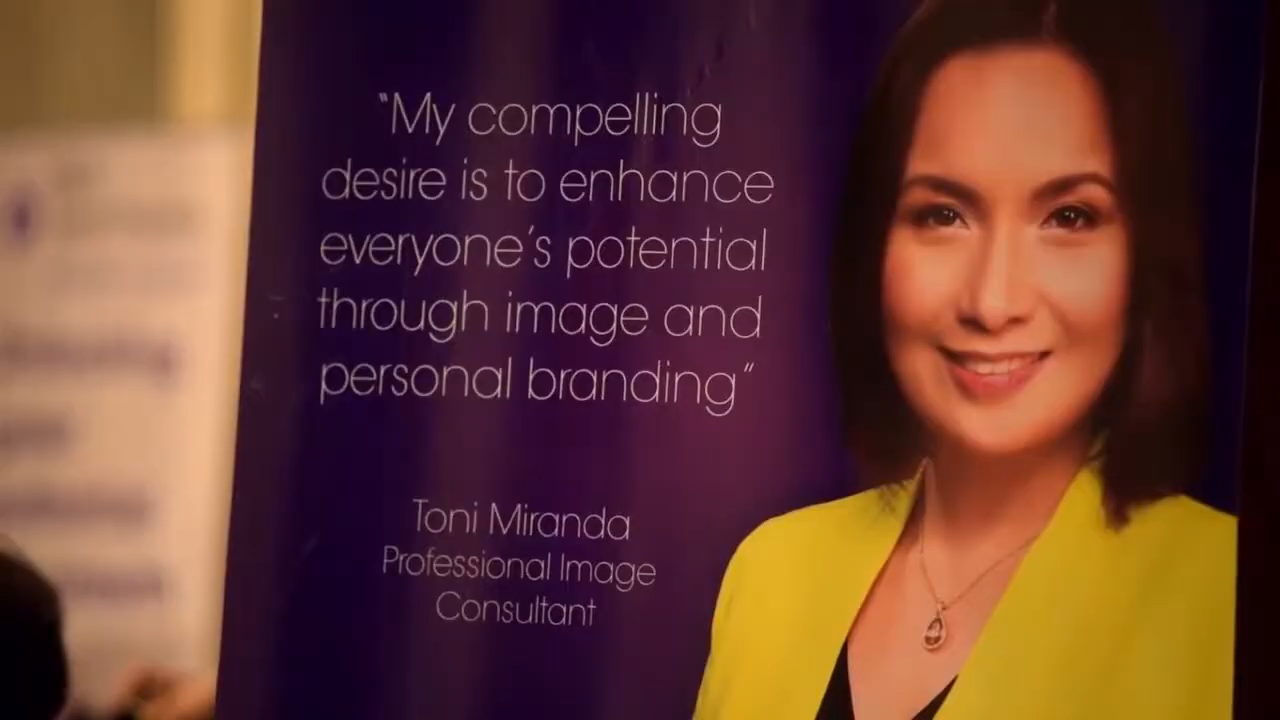 "My compelling
desire is to enhance
everyone's potential
through image and
personal branding"
Toni Miranda
Professional Image
Consultant